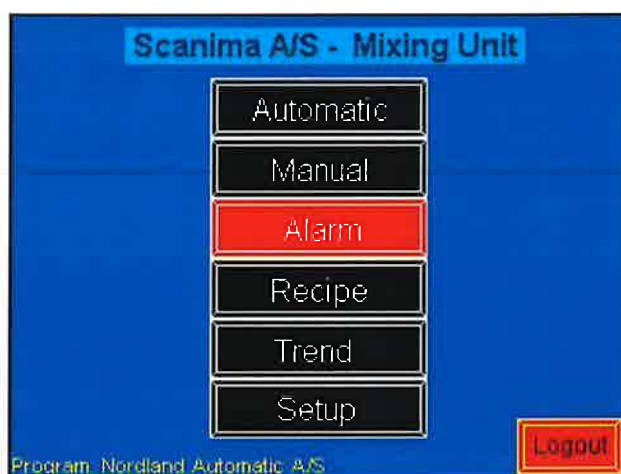 Scanima A/S - Mixing Unit
Automatic
Manual
Alarm
Recipe
Trend
Setup
Logout
Program: Nordland Automatic A/S